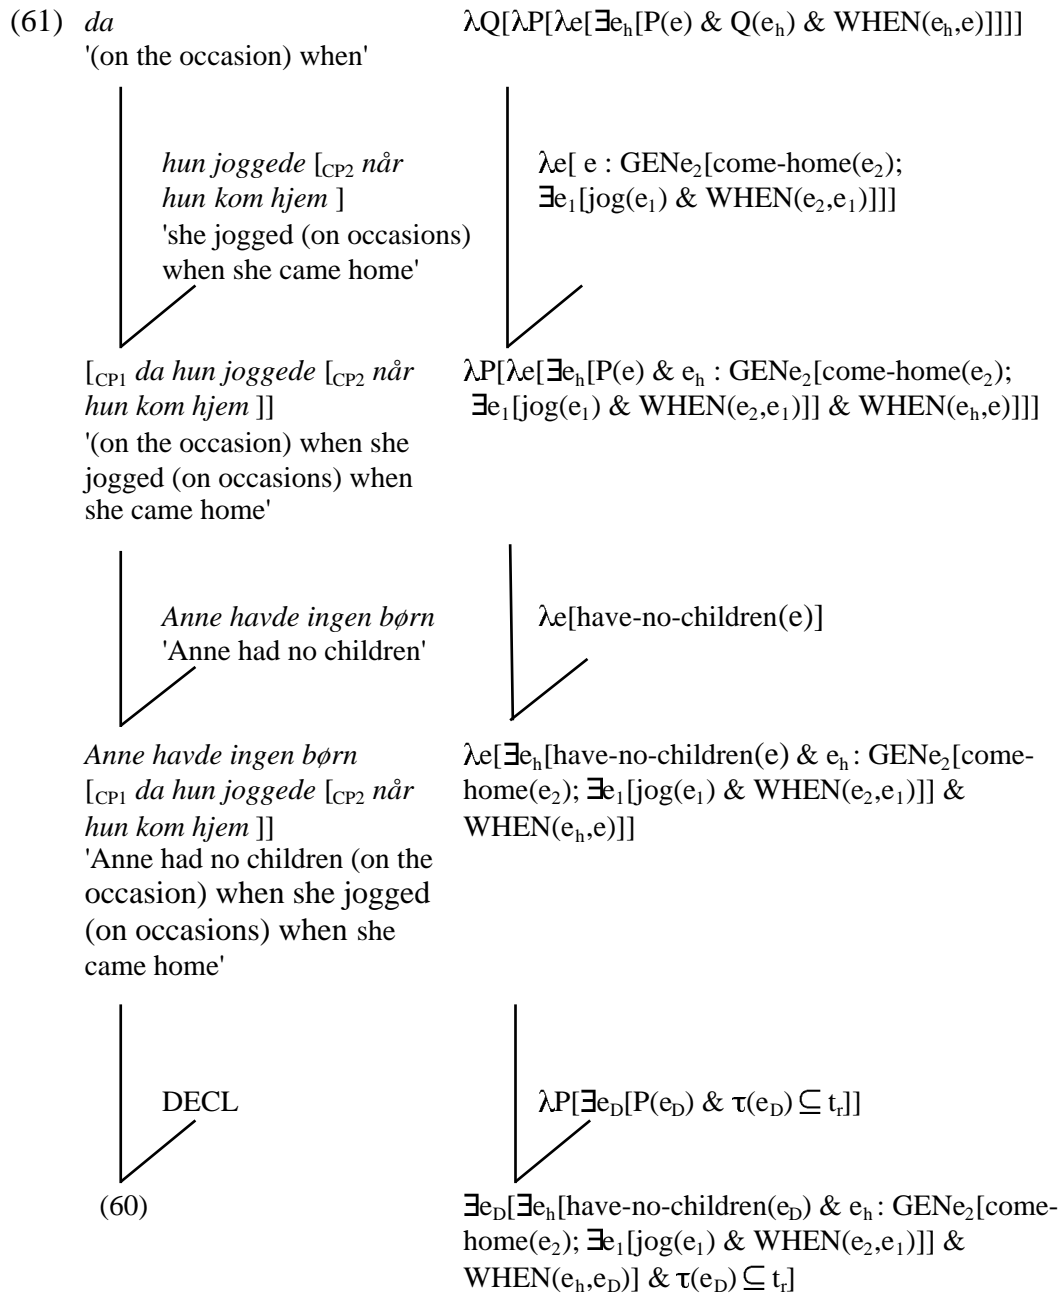 (61) da λQ[λP[λe[∃eₕ[P(e) & Q(eₕ) & WHEN(eₕ,e)]]]]
'(on the occasion) when'
hun joggede [CP2 når λe[ e : GENe₂[come-home(e₂);
hun kom hjem ] ∃e₁[jog(e₁) & WHEN(e₂,e₁)]]]
'she jogged (on occasions)
when she came home'
[CP1 da hun joggede [CP2 når λP[λe[∃eₕ[P(e) & eₕ : GENe₂[come-home(e₂);
hun kom hjem ]] ∃e₁[jog(e₁) & WHEN(e₂,e₁)]] & WHEN(eₕ,e)]]]
'(on the occasion) when she
jogged (on occasions) when
she came home'
Anne havde ingen børn λe[have-no-children(e)]
'Anne had no children'
Anne havde ingen børn λe[∃eₕ[have-no-children(e) & eₕ : GENe₂[come-
[CP1 da hun joggede [CP2 når home(e₂); ∃e₁[jog(e₁) & WHEN(e₂,e₁)]] &
hun kom hjem ]] WHEN(eₕ,e)]]
'Anne had no children (on the
occasion) when she jogged
(on occasions) when she
came home'
DECL λP[∃e_D[P(e_D) & τ(e_D) ⊆ tᵣ]]
(60) ∃e_D[∃eₕ[have-no-children(e_D) & eₕ : GENe₂[come-
home(e₂); ∃e₁[jog(e₁) & WHEN(e₂,e₁)]] &
WHEN(eₕ,e_D)] & τ(e_D) ⊆ tᵣ]